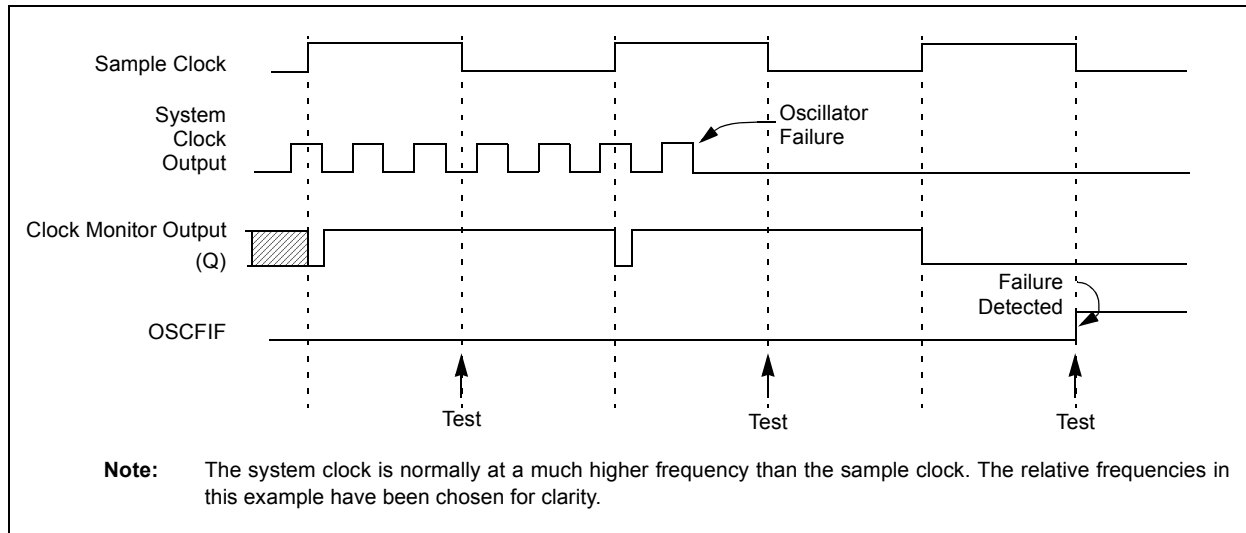 Sample Clock
System
Clock
Output
Oscillator
Failure
Clock Monitor Output
(Q)
Failure
Detected
OSCFIF
Test
Test
Test
Note: The system clock is normally at a much higher frequency than the sample clock. The relative frequencies in
this example have been chosen for clarity.